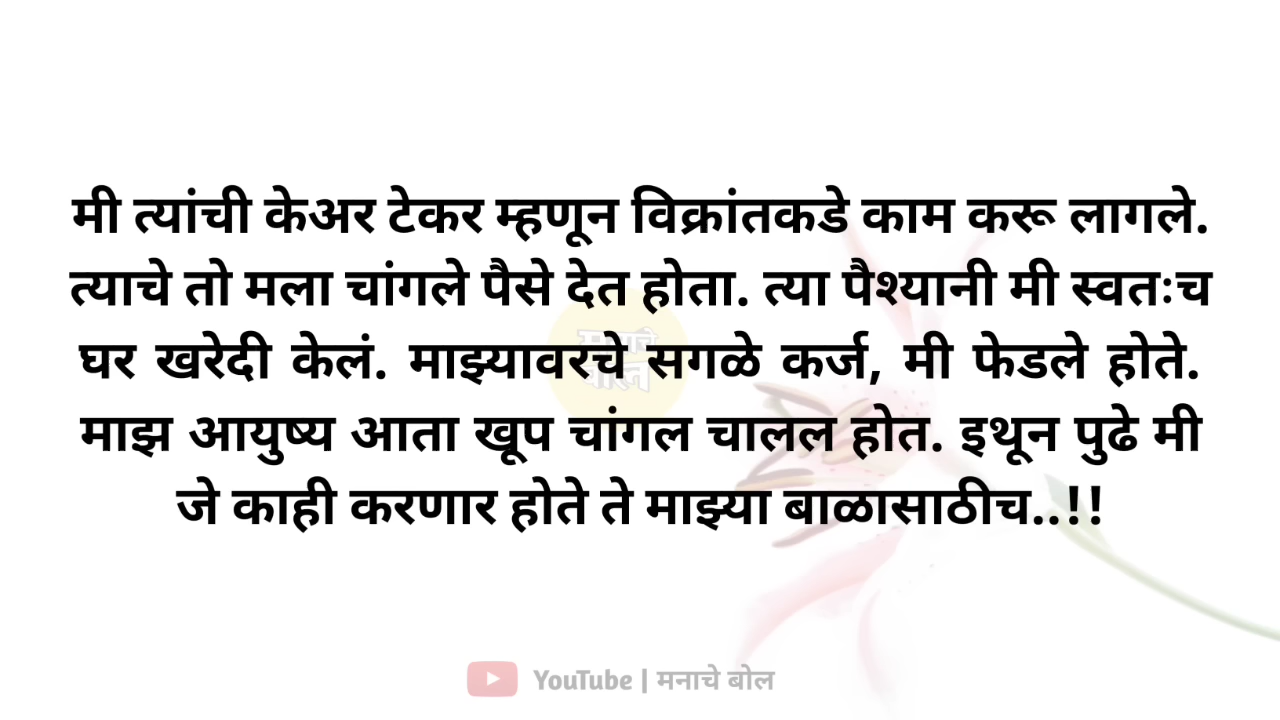 मी त्यांची केअर टेकर म्हणून विक्रांतकडे काम करू लागले.
त्याचे तो मला चांगले पैसे देत होता. त्या पैश्यानी मी स्वतःच
घर खरेदी केलं. माझ्यावरचे सगळे कर्ज, मी फेडले होते.
माझ आयुष्य आता खूप चांगल चालल होत. इथून पुढे मी
जे काही करणार होते ते माझ्या बाळासाठीच..!!
मनाचे
बोल
YouTube | मनाचे बोल